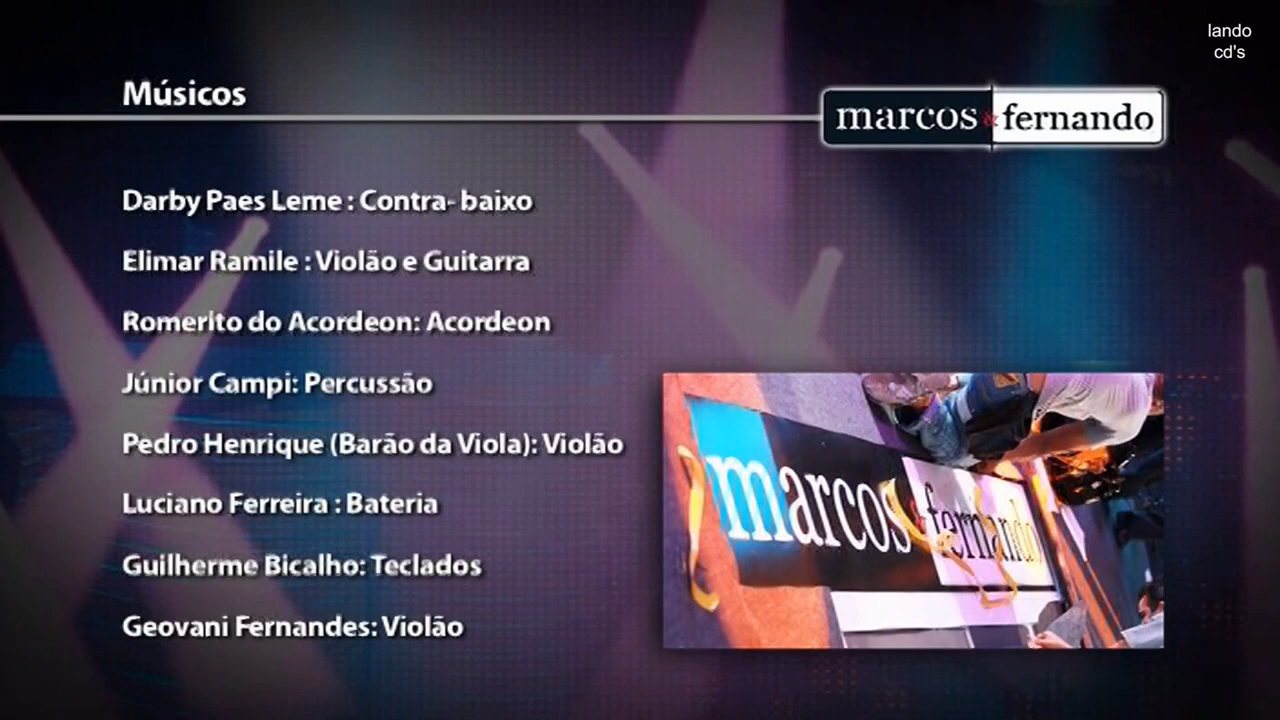 lando
cd's
Músicos
marcos & fernando
Darby Paes Leme : Contra- baixo
Elimar Ramile : Violão e Guitarra
Romerito do Acordeon: Acordeon
Júnior Campi: Percussão
Pedro Henrique (Barão da Viola): Violão
Luciano Ferreira : Bateria
Guilherme Bicalho: Teclados
Geovani Fernandes: Violão
marcos fernando